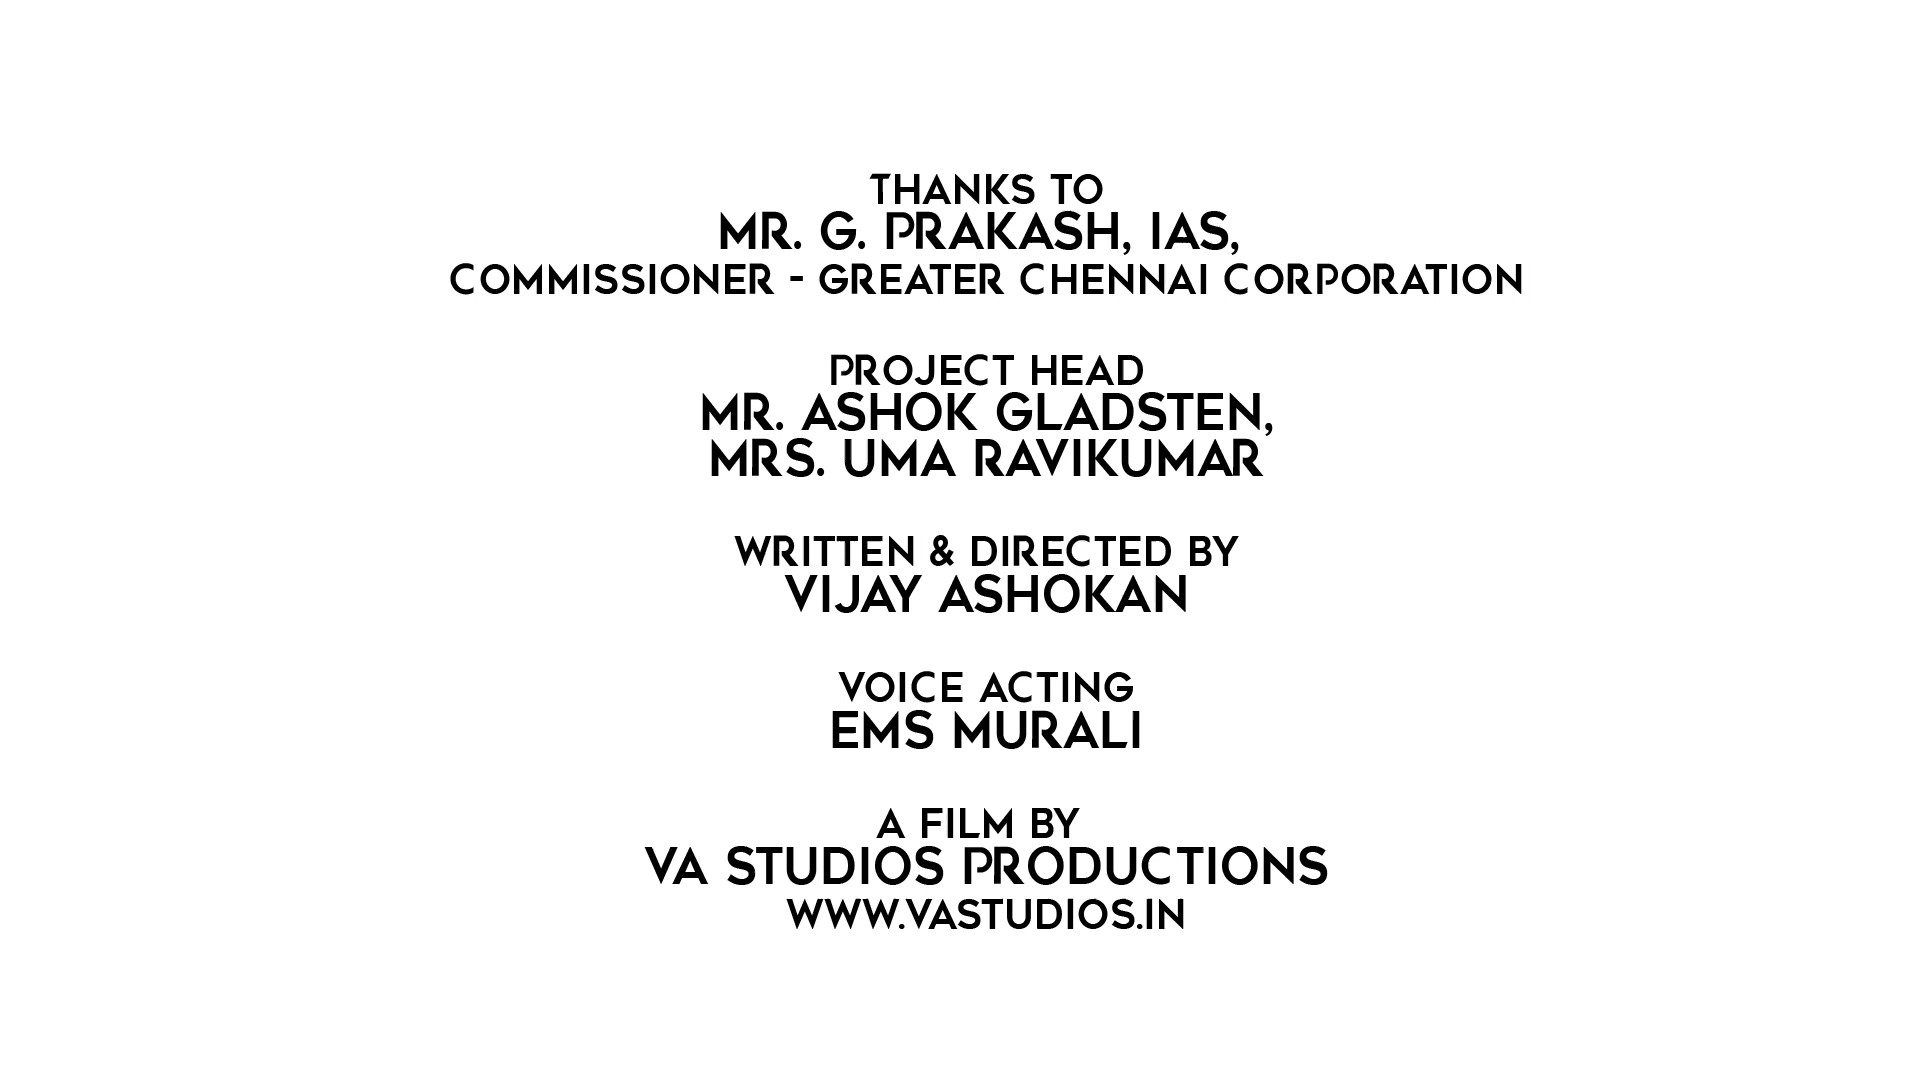 THANKS TO
MR. G. PRAKASH, IAS,
COMMISSIONER - GREATER CHENNAI CORPORATION
PROJECT HEAD
MR. ASHOK GLADSTEN,
MRS. UMA RAVIKUMAR
WRITTEN & DIRECTED BY
VIJAY ASHOKAN
VOICE ACTING
EMS MURALI
A FILM BY
VA STUDIOS PRODUCTIONS
WWW.VASTUDIOS.IN